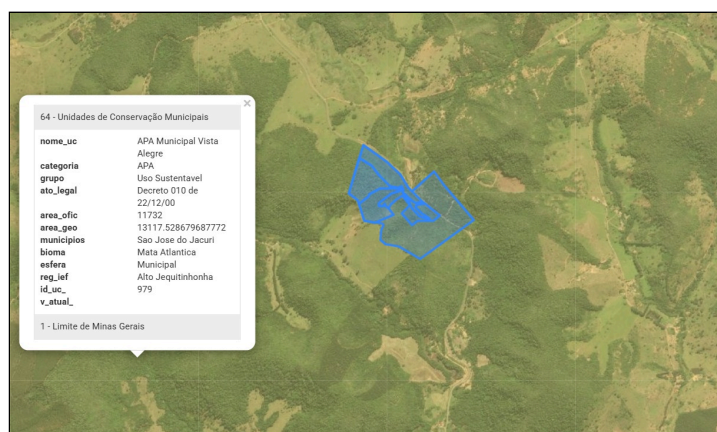 ×
64 - Unidades de Conservação Municipais
nome_uc APA Municipal Vista
Alegre
categoria APA
grupo Uso Sustentavel
ato_legal Decreto 010 de
22/12/00
area_ofic 11732
area_geo 13117.528679687772
municipios Sao Jose do Jacuri
bioma Mata Atlantica
esfera Municipal
reg_ief Alto Jequitinhonha
id_uc_ 979
v_atual_
1 - Limite de Minas Gerais